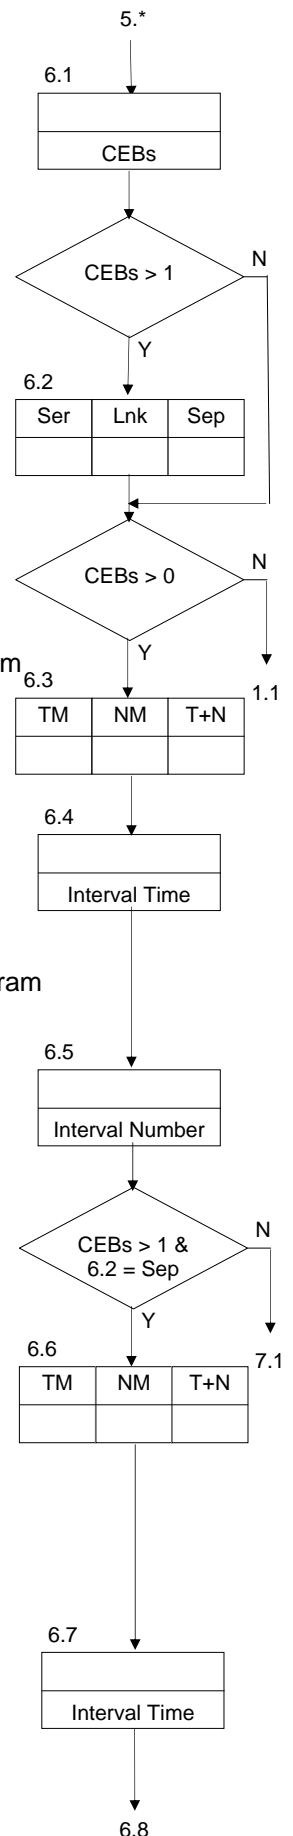 5.*
6.1
CEBs
CEBs > 1
N
Y
6.2
Ser Lnk Sep
CEBs > 0
N
Y
m
6.3
1.1
TM NM T+N
6.4
Interval Time
ram
6.5
Interval Number
N
CEBs > 1 &
6.2 = Sep
Y
6.6
7.1
TM NM T+N
6.7
Interval Time
6.8